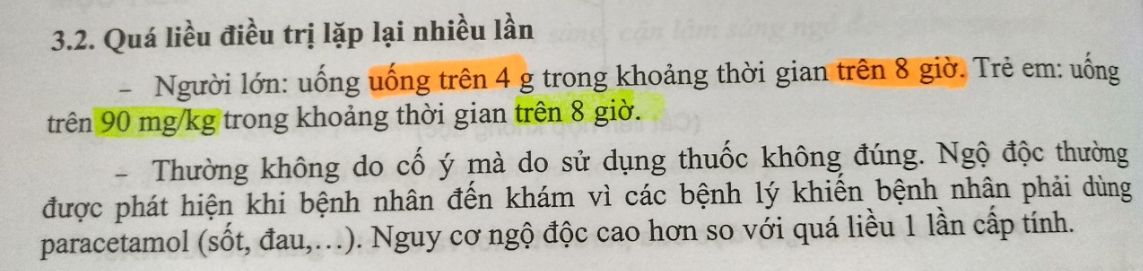 3.2. Quá liều điều trị lặp lại nhiều lần
– Người lớn: uống uống trên 4 g trong khoảng thời gian trên 8 giờ. Trẻ em: uống
trên 90 mg/kg trong khoảng thời gian trên 8 giờ.
– Thường không do cố ý mà do sử dụng thuốc không đúng. Ngộ độc thường
được phát hiện khi bệnh nhân đến khám vì các bệnh lý khiến bệnh nhân phải dùng
paracetamol (sốt, đau,…). Nguy cơ ngộ độc cao hơn so với quá liều 1 lần cấp tính.